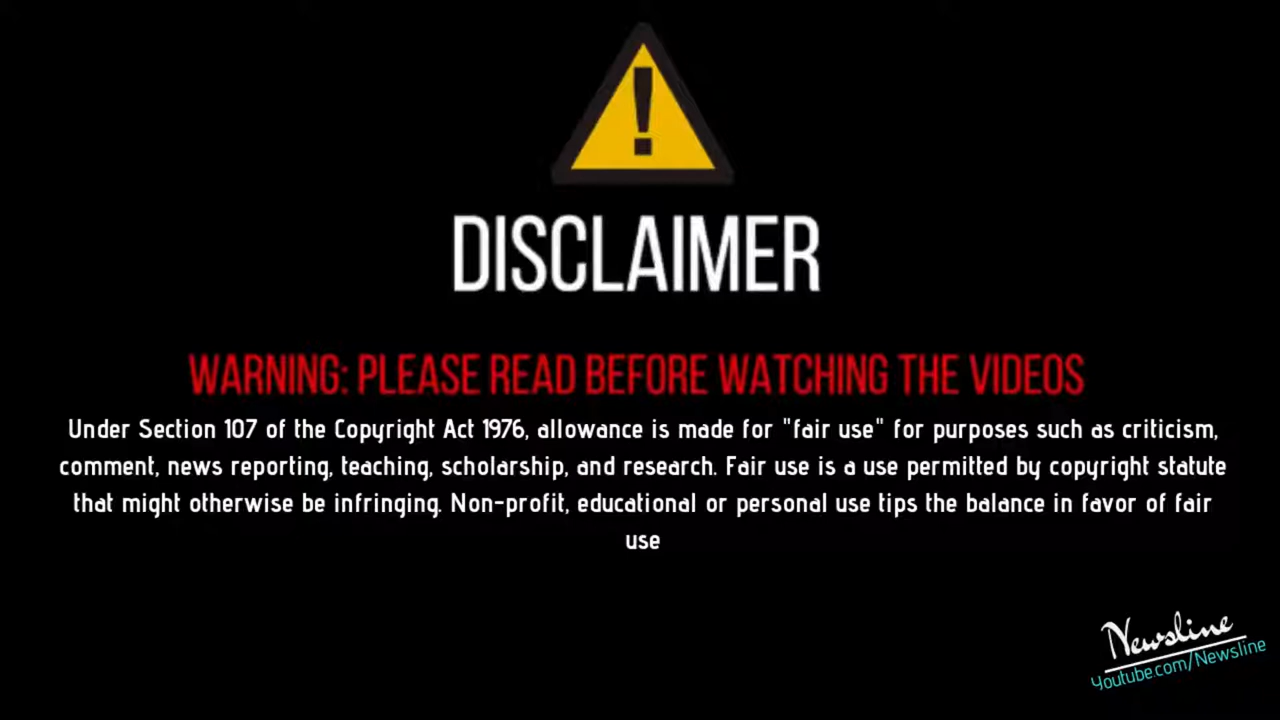 !
DISCLAIMER
WARNING: PLEASE READ BEFORE WATCHING THE VIDEOS
Under Section 107 of the Copyright Act 1976, allowance is made for "fair use" for purposes such as criticism,
comment, news reporting, teaching, scholarship, and research. Fair use is a use permitted by copyright statute
that might otherwise be infringing. Non-profit, educational or personal use tips the balance in favor of fair
use
Newsline
Youtube.com/Newsline